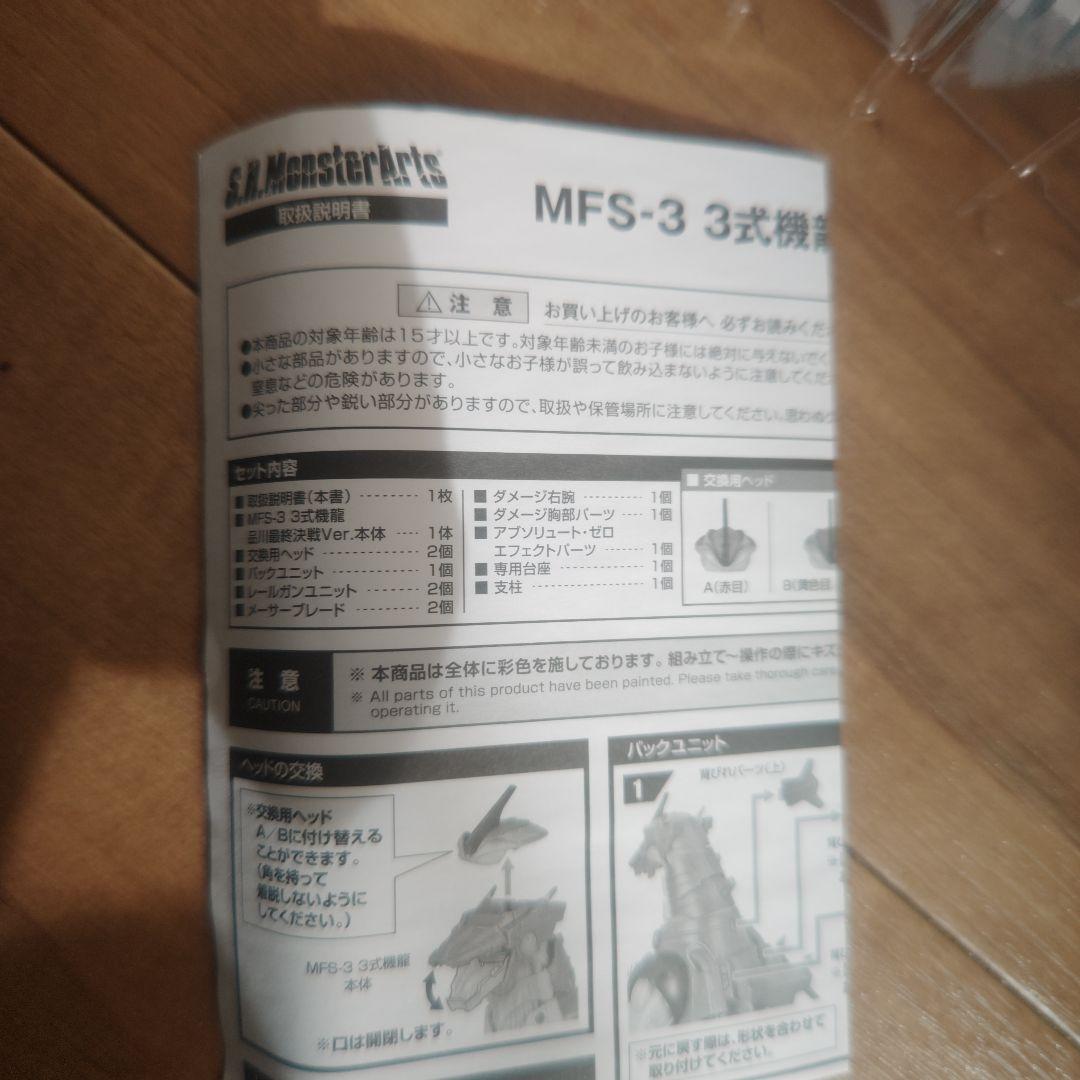 S.H.MonsterArts
取扱説明書
MFS-3 3式機龍
⚠注 意 お買い上げのお客様へ 必ずお読みくだ
●本商品の対象年齢は15才以上です。対象年齢未満のお子様には絶対に与えないでく
●小さな部品がありますので、小さなお子様が誤って飲み込まないように注意してくだ
窒息などの危険があります。
●尖った部分や鋭い部分がありますので、取扱や保管場所に注意してください。思わぬ
セット内容
■取扱説明書(本書) -------- 1枚
■MFS-3 3式機龍
品川最終決戦Ver.本体 ---- 1体
■交換用ヘッド -------- 2個
■バックユニット -------- 1個
■レールガンユニット -------- 2個
■メーサーブレード -------- 2個
■ ダメージ右腕 -------- 1個
■ ダメージ胸部パーツ ---- 1個
■ アブソリュート・ゼロ
エフェクトパーツ ------ 1個
■ 専用台座 -------- 1個
■ 支柱 -------- 1個
■ 交換用ヘッド
A(赤目)
B(黄色目
注 意
CAUTION
※ 本商品は全体に彩色を施しております。組み立て〜操作の際にキズ
※ All parts of this product have been painted. Please take thorough care
operating it.
ヘッドの交換
※交換用ヘッド
A/Bに付け替える
ことができます。
(角を持って
着脱しないように
してください。)
MFS-3 3式機龍
本体
※口は開閉します。
バックユニット
1
背びれパーツ(上)
※元に戻す際は、形状を合わせて
取り付けてください。